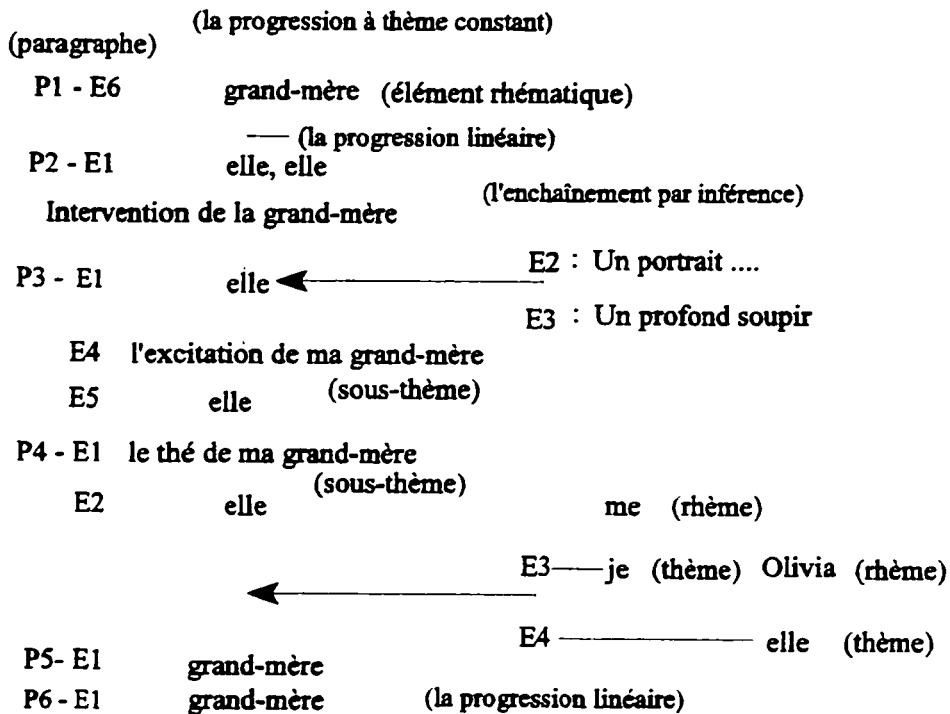 (la progression à thème constant)
(paragraphe)
P1 - E6 grand-mère (élément rhématique)
(la progression linéaire)
P2 - E1 elle, elle
(l'enchaînement par inférence)
Intervention de la grand-mère
P3 - E1 elle E2 : Un portrait ....
E3 : Un profond soupir
E4 l'excitation de ma grand-mère
E5 elle (sous-thème)
P4 - E1 le thé de ma grand-mère
(sous-thème)
E2 elle me (rhème)
E3 je (thème) Olivia (rhème)
E4 elle (thème)
P5- E1 grand-mère
P6 - E1 grand-mère (la progression linéaire)